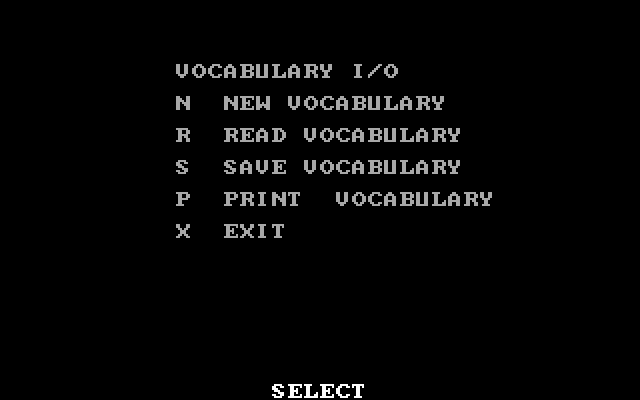 VOCABULARY I/O
N  NEW VOCABULARY
R  READ VOCABULARY
S  SAVE VOCABULARY
P  PRINT  VOCABULARY
X  EXIT
SELECT